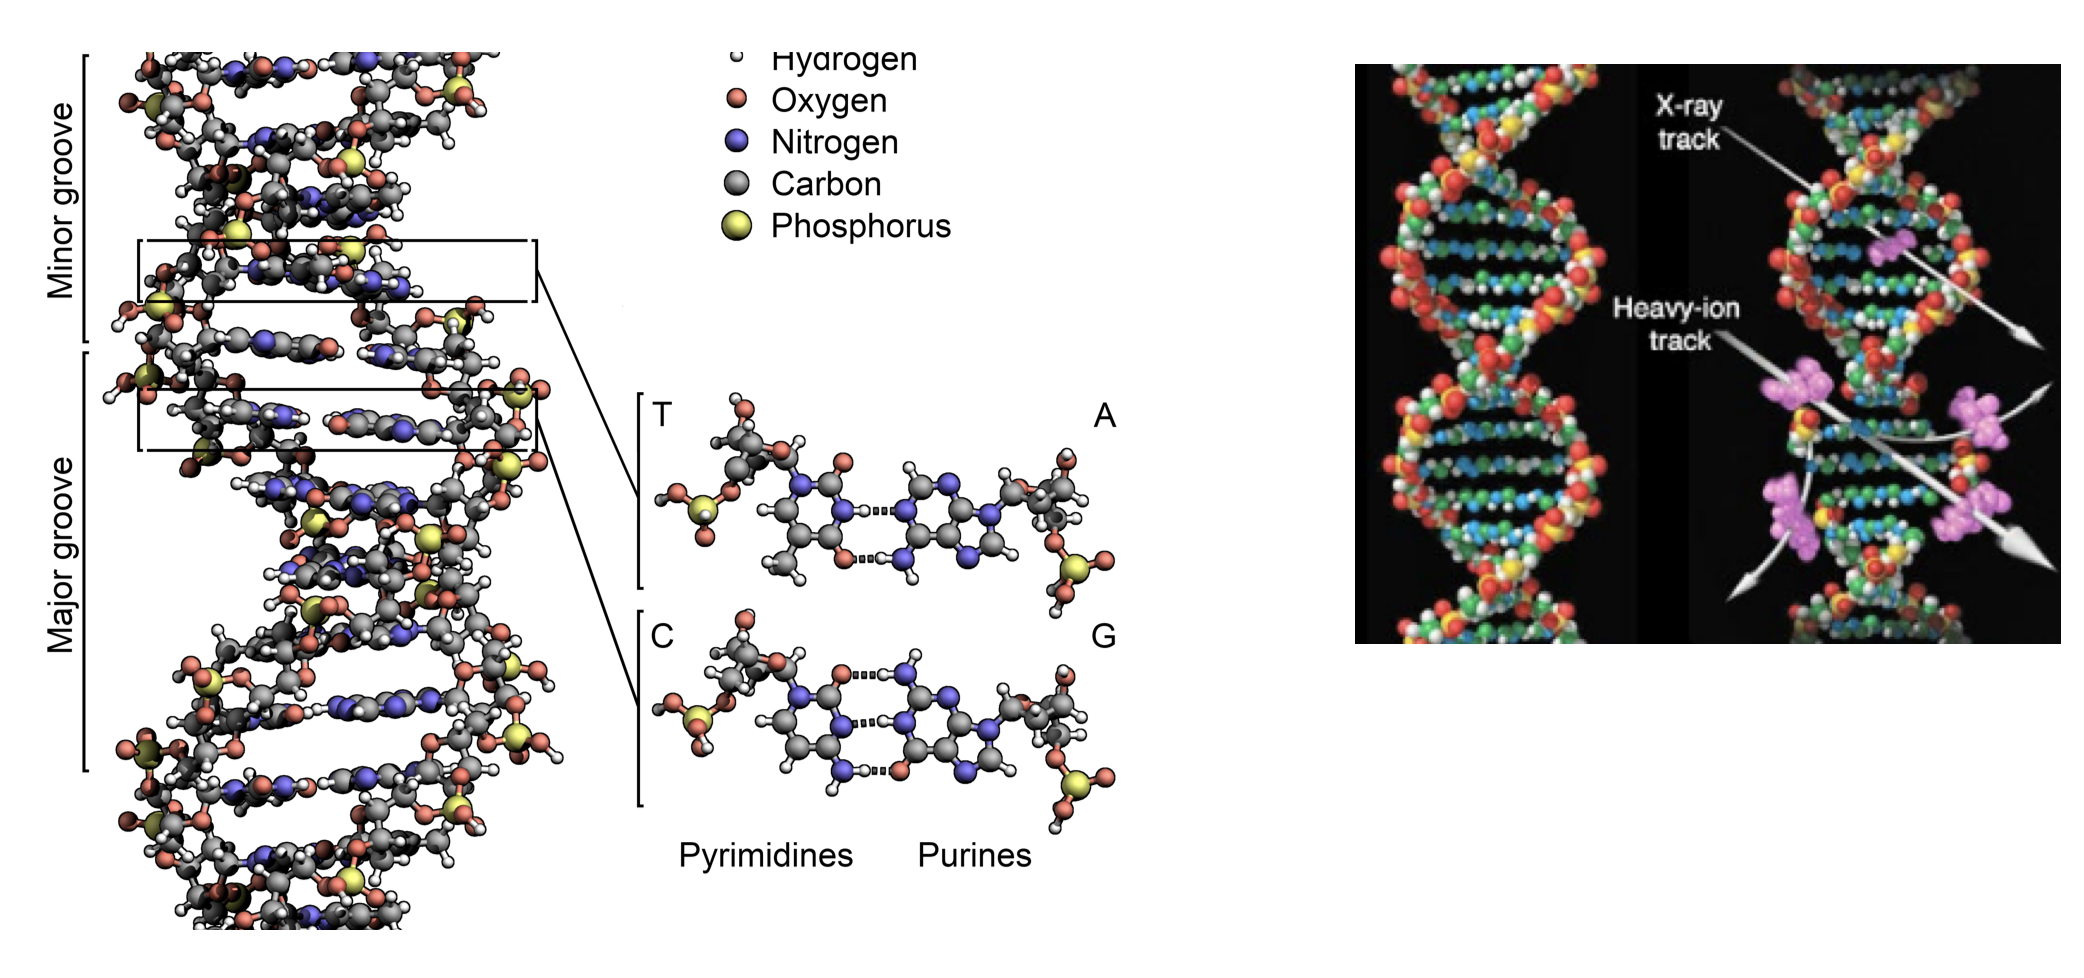 Minor groove
Major groove
Hydrogen
Oxygen
Nitrogen
Carbon
Phosphorus
T
A
C
G
Pyrimidines
Purines
X-ray
track
Heavy-ion
track